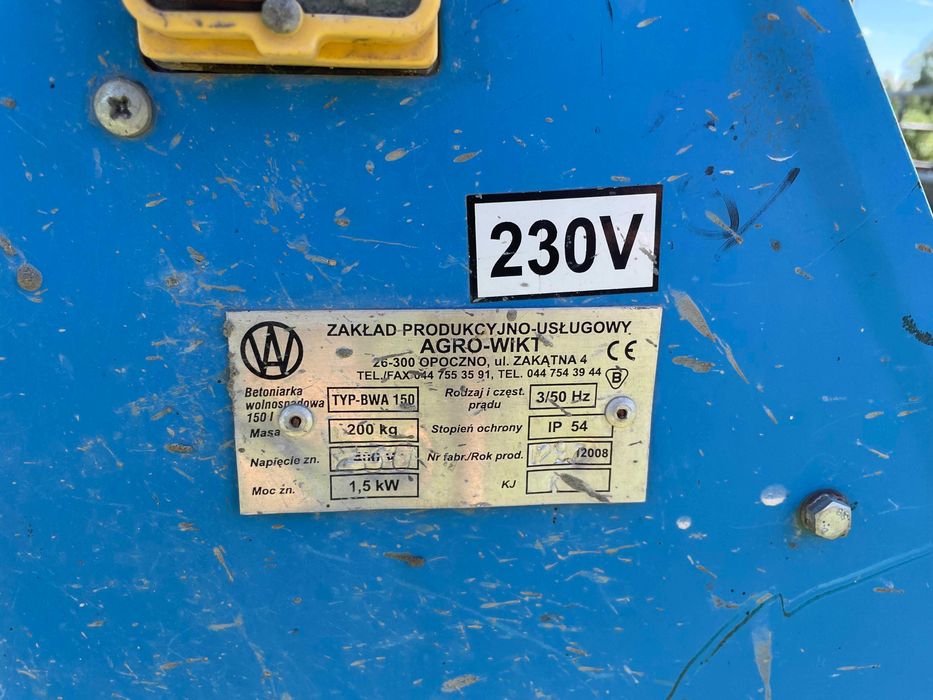 230V
ZAKŁAD PRODUKCYJNO-USŁUGOWY
AGRO-WiKT
26-300 OPOCZNO, ul. ZAKĄTNA 4
TEL./FAX 044 755 35 91, TEL. 044 754 39 44
CE
B
Betoniarka
wolnospadowa
150 l
TYP-BWA 150
Rodzaj i częst.
prądu
3/50 Hz
Masa
200 kg
Stopień ochrony
IP 54
Napięcie zn.
Nr fabr./Rok prod.
/2008
Moc zn.
1,5 kW
KJ